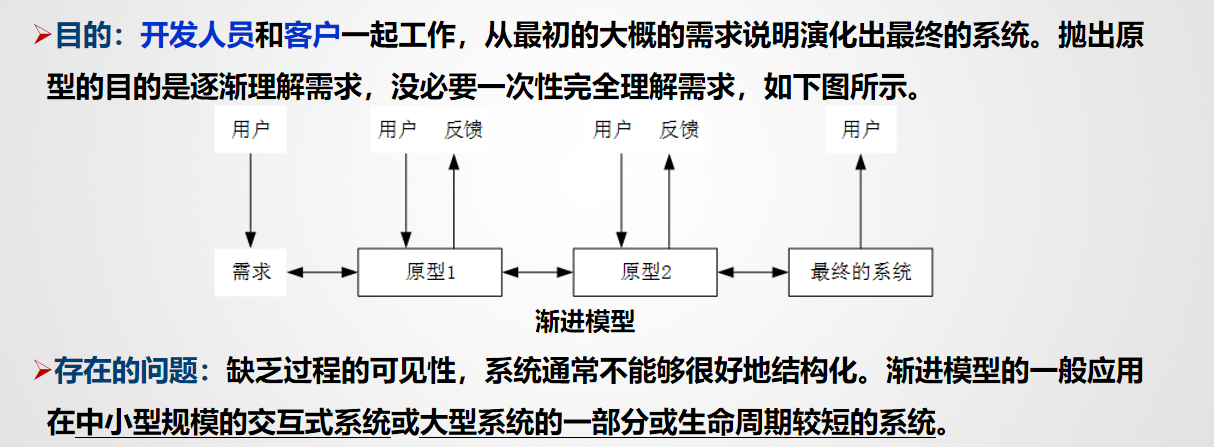 ➢目的：开发人员和客户一起工作，从最初的大概的需求说明演化出最终的系统。抛出原
型的目的是逐渐理解需求，没必要一次性完全理解需求，如下图所示。
用户 用户 反馈 用户 反馈 用户
需求 原型1 原型2 最终的系统
渐进模型
➢存在的问题：缺乏过程的可见性，系统通常不能够很好地结构化。渐进模型的一般应用
在中小型规模的交互式系统或大型系统的一部分或生命周期较短的系统。